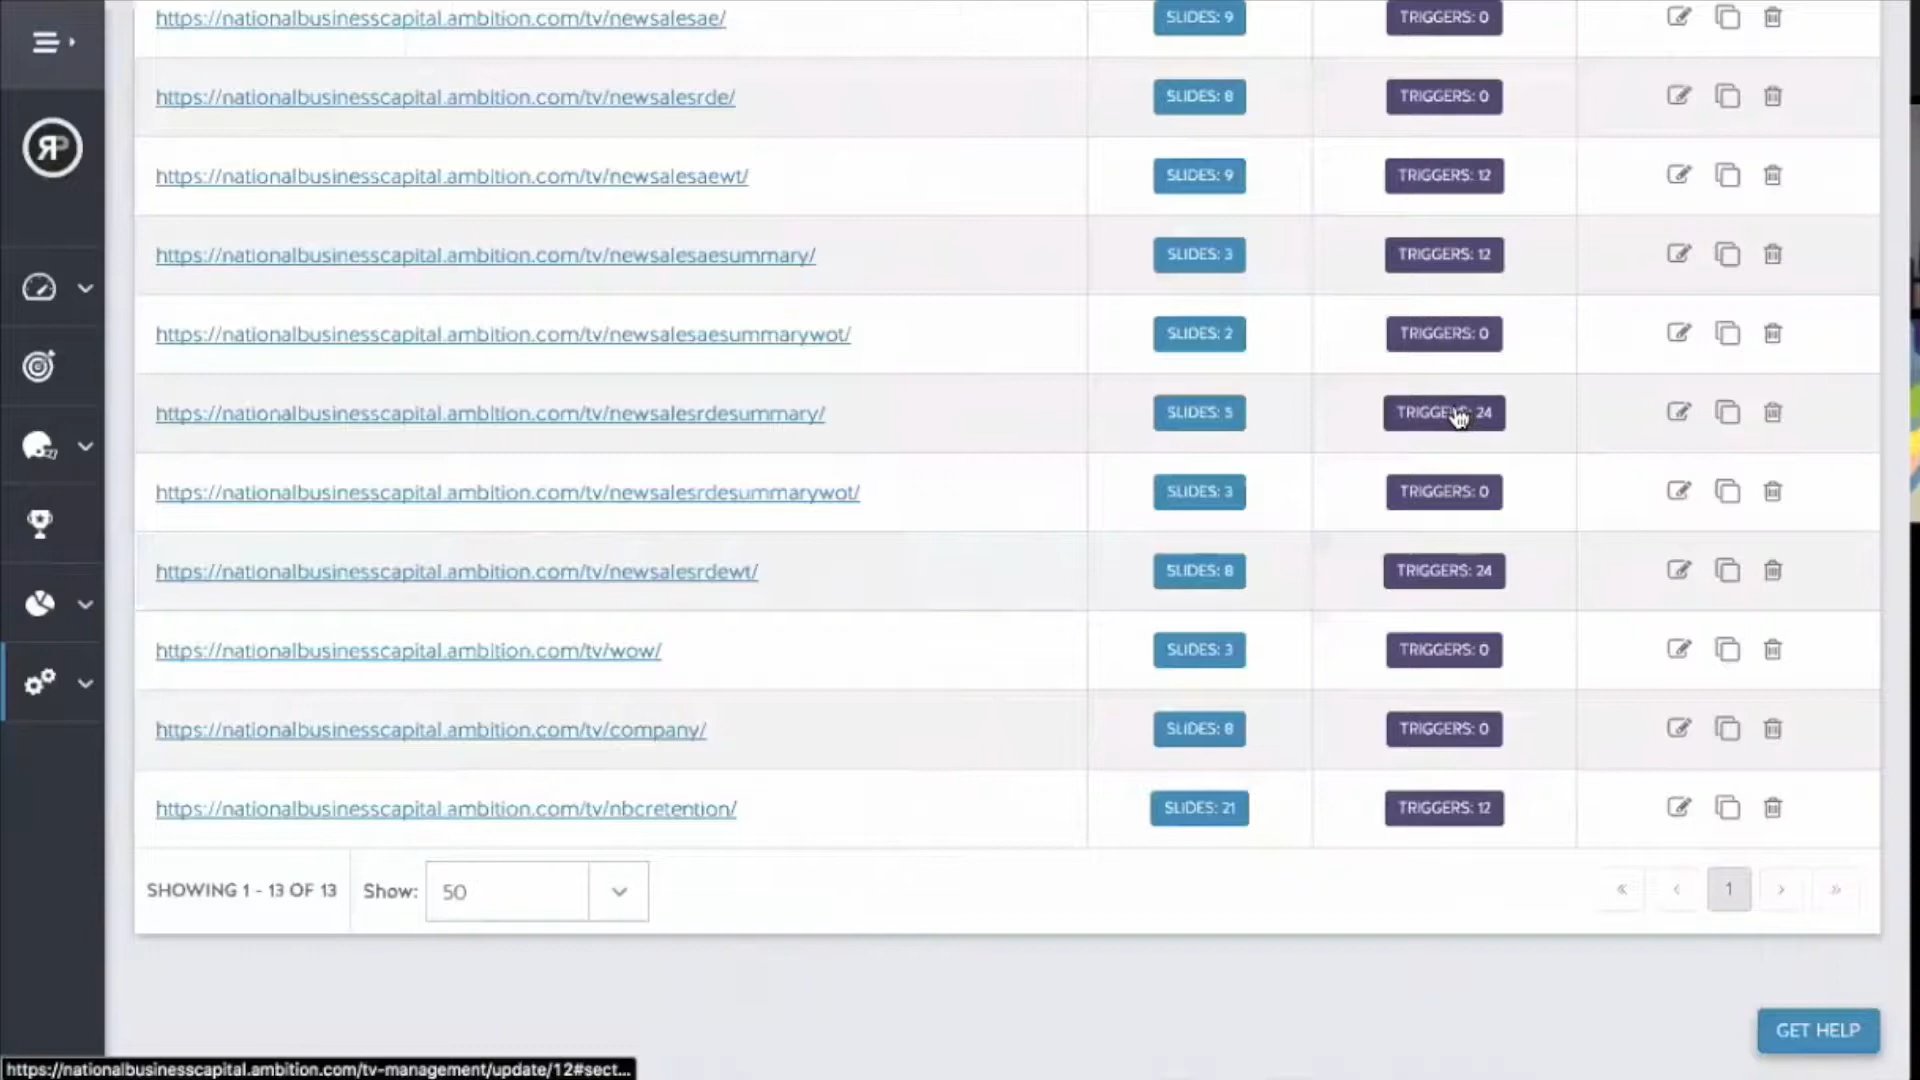 https://nationalbusinesscapital.ambition.com/tv/newsalesae/ SLIDES: 9 TRIGGERS: 0
https://nationalbusinesscapital.ambition.com/tv/newsalesrde/ SLIDES: 8 TRIGGERS: 0
https://nationalbusinesscapital.ambition.com/tv/newsalesaewt/ SLIDES: 9 TRIGGERS: 12
https://nationalbusinesscapital.ambition.com/tv/newsalesaesummary/ SLIDES: 3 TRIGGERS: 12
https://nationalbusinesscapital.ambition.com/tv/newsalesaesummarywot/ SLIDES: 2 TRIGGERS: 0
https://nationalbusinesscapital.ambition.com/tv/newsalesrdesummary/ SLIDES: 5 TRIGGERS: 24
https://nationalbusinesscapital.ambition.com/tv/newsalesrdesummarywot/ SLIDES: 3 TRIGGERS: 0
https://nationalbusinesscapital.ambition.com/tv/newsalesrdewt/ SLIDES: 8 TRIGGERS: 24
https://nationalbusinesscapital.ambition.com/tv/wow/ SLIDES: 3 TRIGGERS: 0
https://nationalbusinesscapital.ambition.com/tv/company/ SLIDES: 8 TRIGGERS: 0
https://nationalbusinesscapital.ambition.com/tv/nbcretention/ SLIDES: 21 TRIGGERS: 12
SHOWING 1 - 13 OF 13 Show: 50 « ‹ 1 › »
GET HELP
https://nationalbusinesscapital.ambition.com/tv-management/update/12#sect...